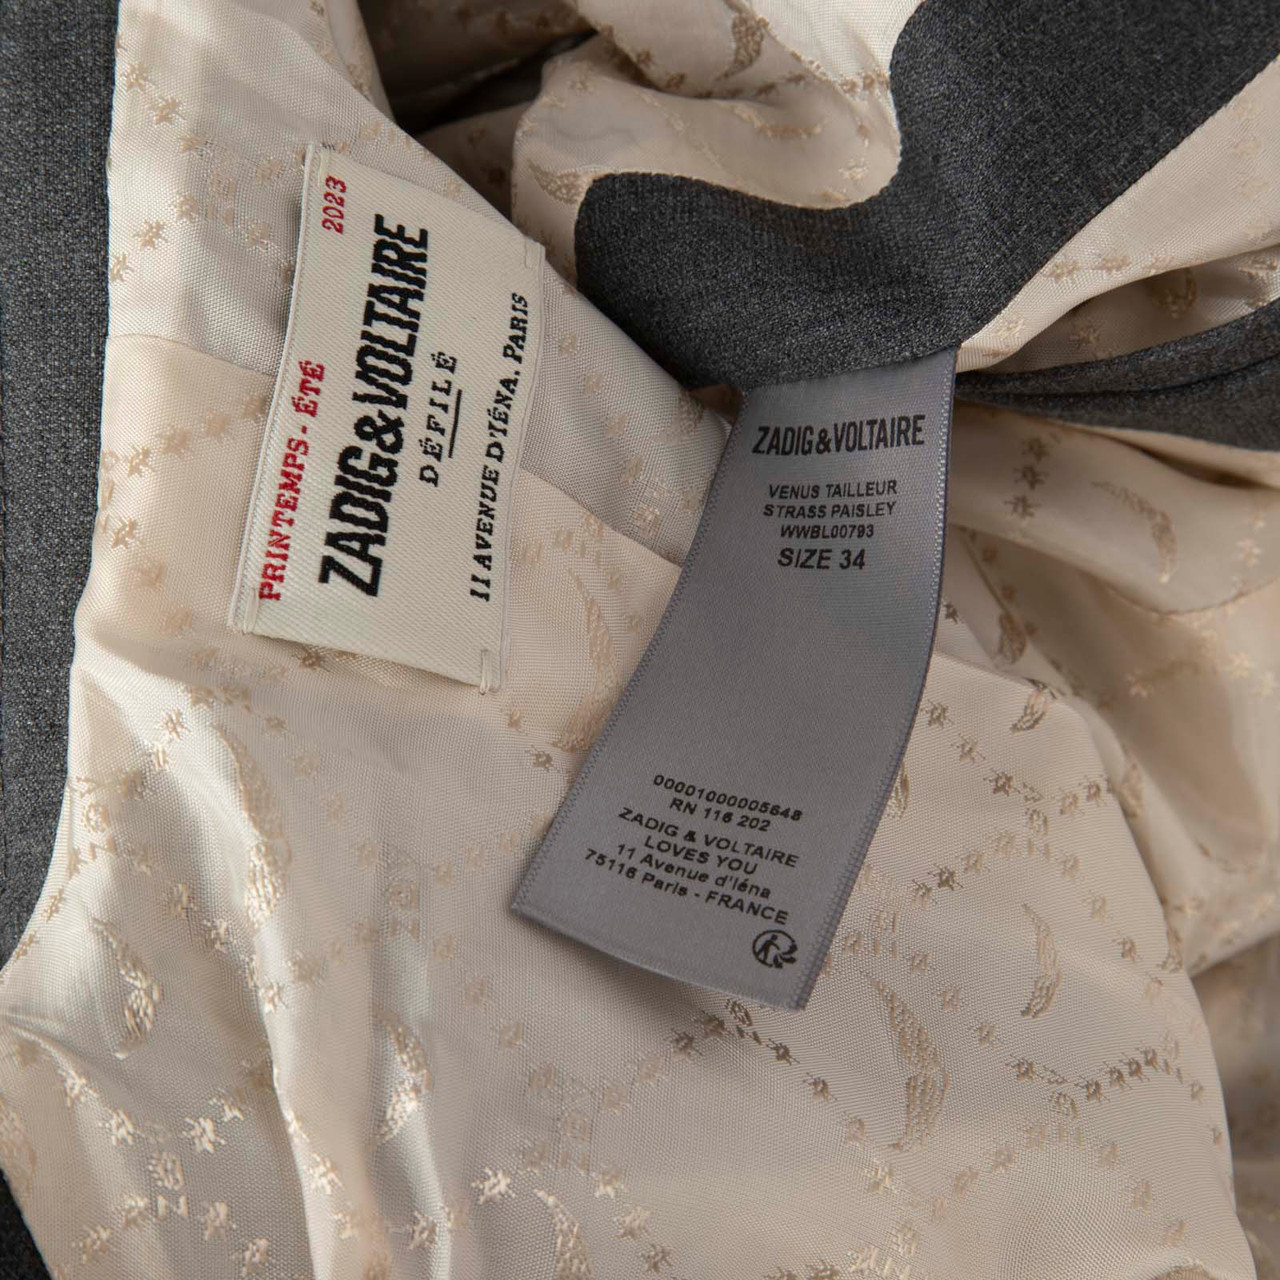 PRINTEMPS - ÉTÉ 2023
ZADIG&VOLTAIRE
DÉFILÉ
11 AVENUE D'IÉNA. PARIS
ZADIG&VOLTAIRE
VENUS TAILLEUR
STRASS PAISLEY
WWBL00793
SIZE 34
00001000005648
RN 116 202
ZADIG & VOLTAIRE
LOVES YOU
11 Avenue d'Iéna
75116 Paris - FRANCE